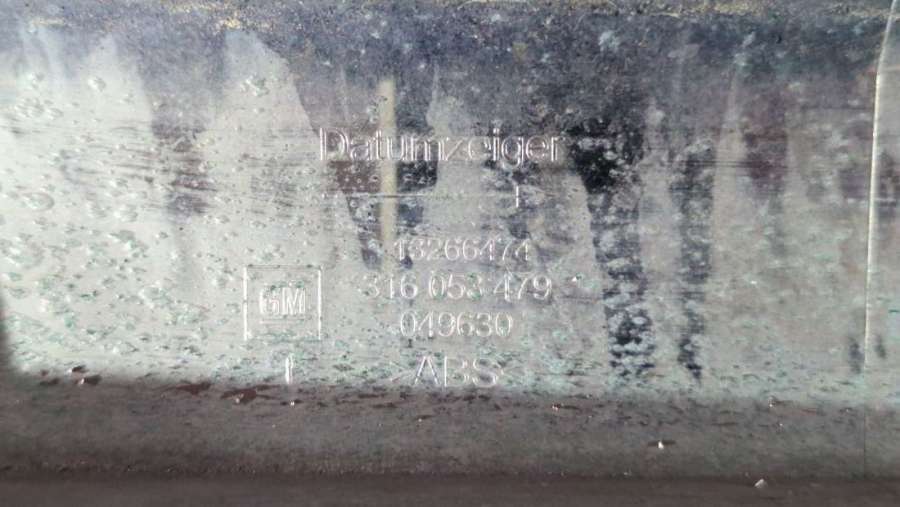 Datumzeiger
13266474
GM
316 053 479
049630
>ABS<